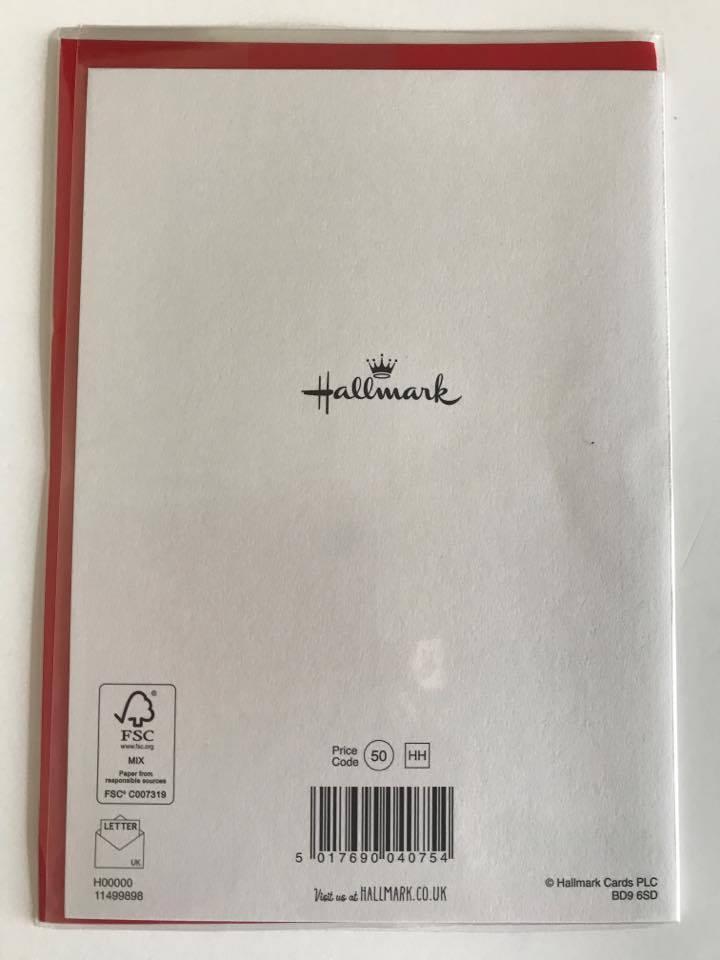 Hallmark
FSC®
www.fsc.org
MIX
Paper from
responsible sources
FSC® C007319
LETTER
UK
H00000
11499898
Price
Code
50
HH
5 017690 040754
Visit us at HALLMARK.CO.UK
© Hallmark Cards PLC
BD9 6SD